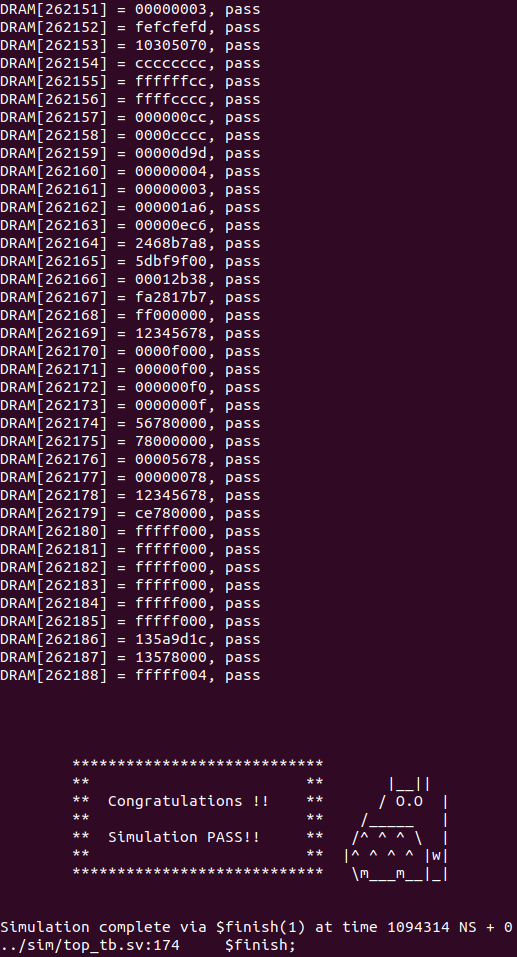 DRAM[262151] = 00000003, pass
DRAM[262152] = fefcfefd, pass
DRAM[262153] = 10305070, pass
DRAM[262154] = cccccccc, pass
DRAM[262155] = ffffffcc, pass
DRAM[262156] = ffffcccc, pass
DRAM[262157] = 000000cc, pass
DRAM[262158] = 0000cccc, pass
DRAM[262159] = 00000d9d, pass
DRAM[262160] = 00000004, pass
DRAM[262161] = 00000003, pass
DRAM[262162] = 000001a6, pass
DRAM[262163] = 00000ec6, pass
DRAM[262164] = 2468b7a8, pass
DRAM[262165] = 5dbf9f00, pass
DRAM[262166] = 00012b38, pass
DRAM[262167] = fa2817b7, pass
DRAM[262168] = ff000000, pass
DRAM[262169] = 12345678, pass
DRAM[262170] = 0000f000, pass
DRAM[262171] = 00000f00, pass
DRAM[262172] = 000000f0, pass
DRAM[262173] = 0000000f, pass
DRAM[262174] = 56780000, pass
DRAM[262175] = 78000000, pass
DRAM[262176] = 00005678, pass
DRAM[262177] = 00000078, pass
DRAM[262178] = 12345678, pass
DRAM[262179] = ce780000, pass
DRAM[262180] = fffff000, pass
DRAM[262181] = fffff000, pass
DRAM[262182] = fffff000, pass
DRAM[262183] = fffff000, pass
DRAM[262184] = fffff000, pass
DRAM[262185] = fffff000, pass
DRAM[262186] = 135a9d1c, pass
DRAM[262187] = 13578000, pass
DRAM[262188] = fffff004, pass
        ****************************
        **                        **       |__||
        **  Congratulations !!    **      / O.O  |
        **                        **    /_____   |
        **  Simulation PASS!!     **   /^ ^ ^ \  |
        **                        **  |^ ^ ^ ^ |w|
        ****************************   \m___m__|_|
Simulation complete via $finish(1) at time 1094314 NS + 0
../sim/top_tb.sv:174     $finish;